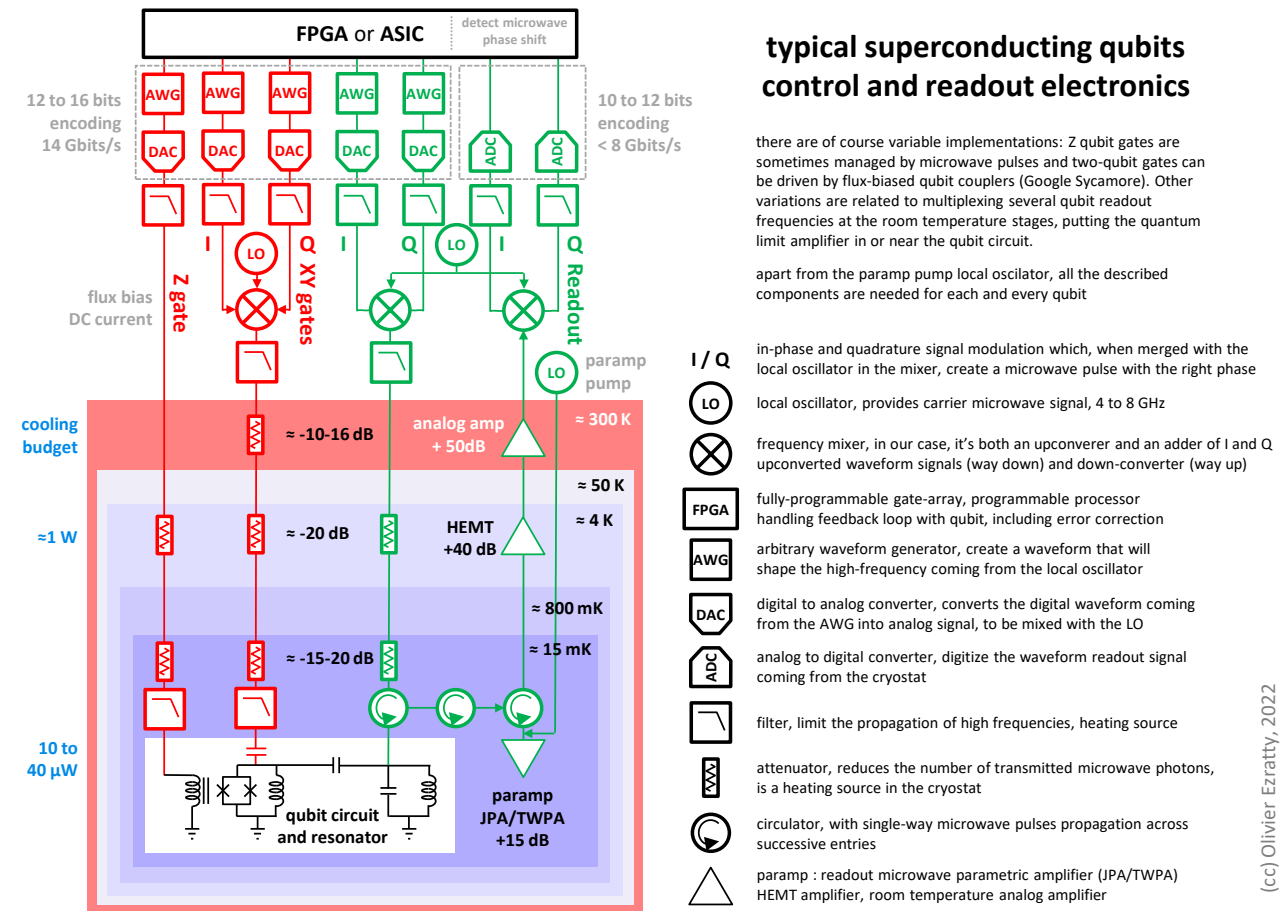 FPGA or ASIC
detect microwave
phase shift
typical superconducting qubits
control and readout electronics
12 to 16 bits
encoding
14 Gbits/s
AWG
AWG
AWG
AWG
AWG
DAC
DAC
DAC
DAC
DAC
ADC
ADC
10 to 12 bits
encoding
< 8 Gbits/s
there are of course variable implementations: Z qubit gates are
sometimes managed by microwave pulses and two-qubit gates can
be driven by flux-biased qubit couplers (Google Sycamore). Other
variations are related to multiplexing several qubit readout
frequencies at the room temperature stages, putting the quantum
limit amplifier in or near the qubit circuit.
apart from the paramp pump local oscilator, all the described
components are needed for each and every qubit
I
Q
I
Q
I
Q
LO
LO
Z gate
XY gates
Readout
flux bias
DC current
LO
paramp
pump
cooling
budget
≈ -10-16 dB
analog amp
+ 50dB
≈ 300 K
≈ 50 K
≈1 W
≈ -20 dB
HEMT
+40 dB
≈ 4 K
≈ 800 mK
≈ -15-20 dB
≈ 15 mK
10 to
40 µW
qubit circuit
and resonator
paramp
JPA/TWPA
+15 dB
I / Q
in-phase and quadrature signal modulation which, when merged with the
local oscillator in the mixer, create a microwave pulse with the right phase
LO
local oscillator, provides carrier microwave signal, 4 to 8 GHz
frequency mixer, in our case, it's both an upconverer and an adder of I and Q
upconverted waveform signals (way down) and down-converter (way up)
FPGA
fully-programmable gate-array, programmable processor
handling feedback loop with qubit, including error correction
AWG
arbitrary waveform generator, create a waveform that will
shape the high-frequency coming from the local oscillator
DAC
digital to analog converter, converts the digital waveform coming
from the AWG into analog signal, to be mixed with the LO
ADC
analog to digital converter, digitize the waveform readout signal
coming from the cryostat
filter, limit the propagation of high frequencies, heating source
attenuator, reduces the number of transmitted microwave photons,
is a heating source in the cryostat
circulator, with single-way microwave pulses propagation across
successive entries
paramp : readout microwave parametric amplifier (JPA/TWPA)
HEMT amplifier, room temperature analog amplifier
(cc) Olivier Ezratty, 2022